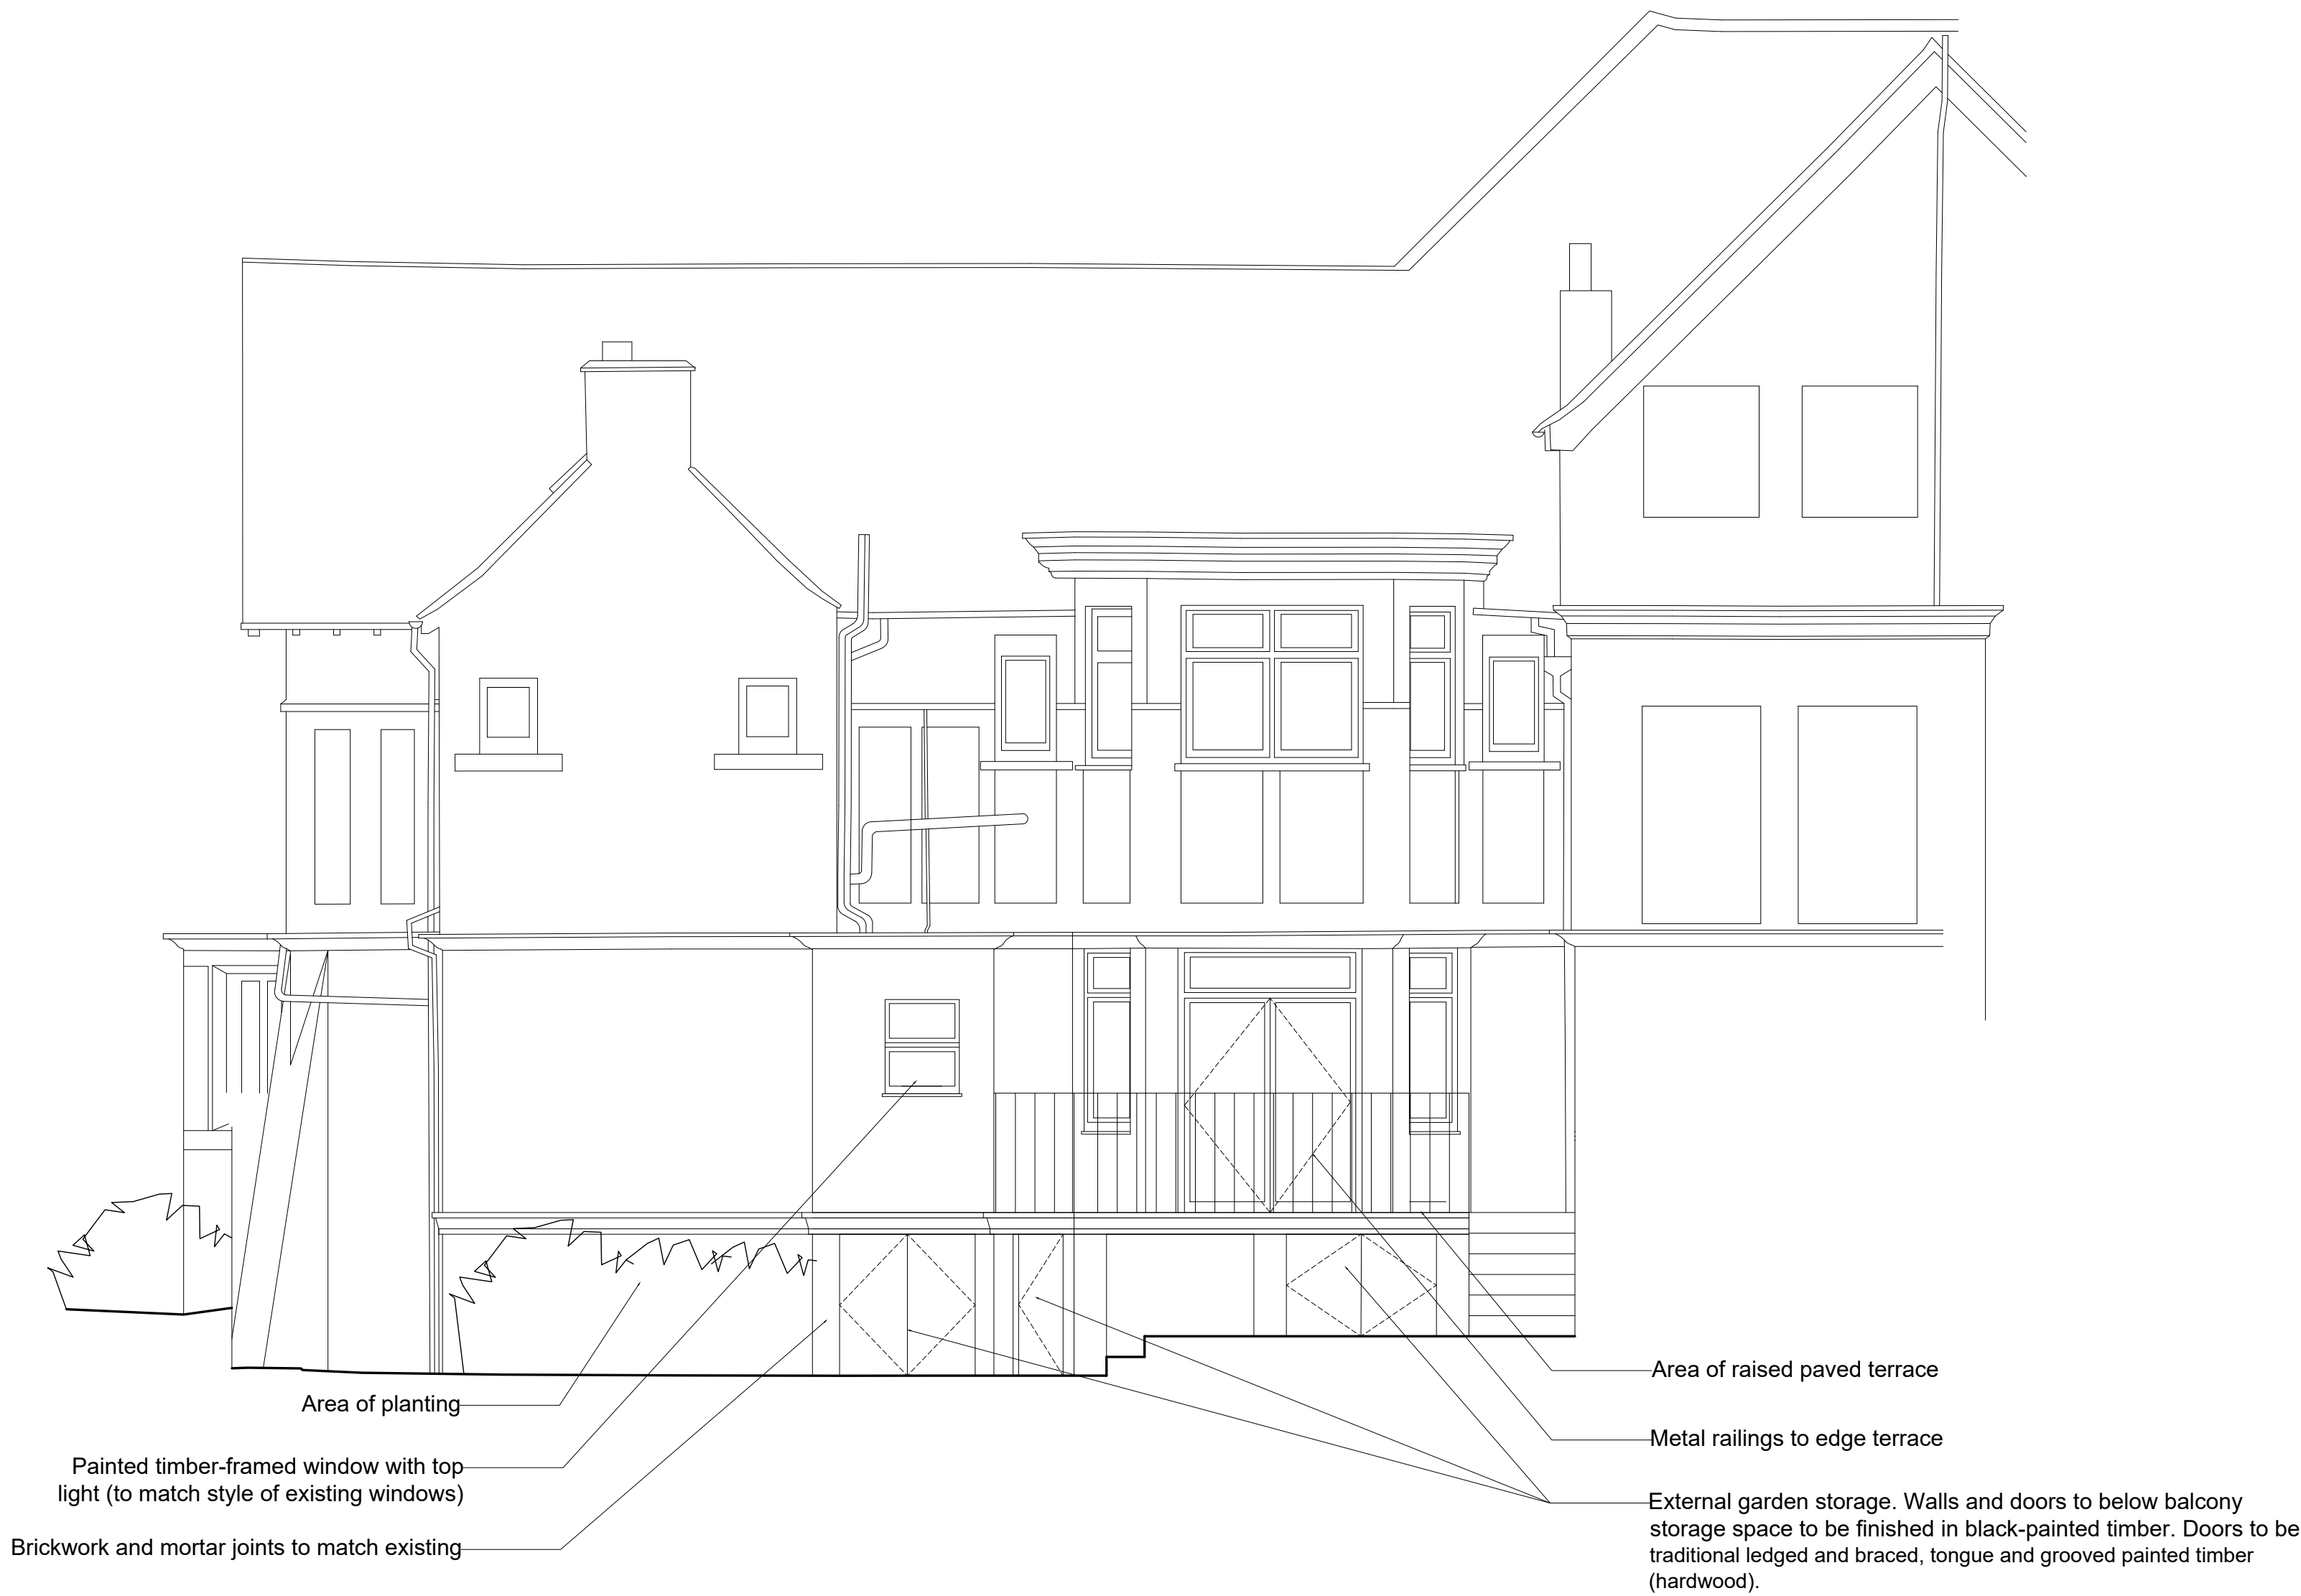 Area of planting
Painted timber-framed window with top
light (to match style of existing windows)
Brickwork and mortar joints to match existing
Area of raised paved terrace
Metal railings to edge terrace
External garden storage. Walls and doors to below balcony
storage space to be finished in black-painted timber. Doors to be
traditional ledged and braced, tongue and grooved painted timber
(hardwood).